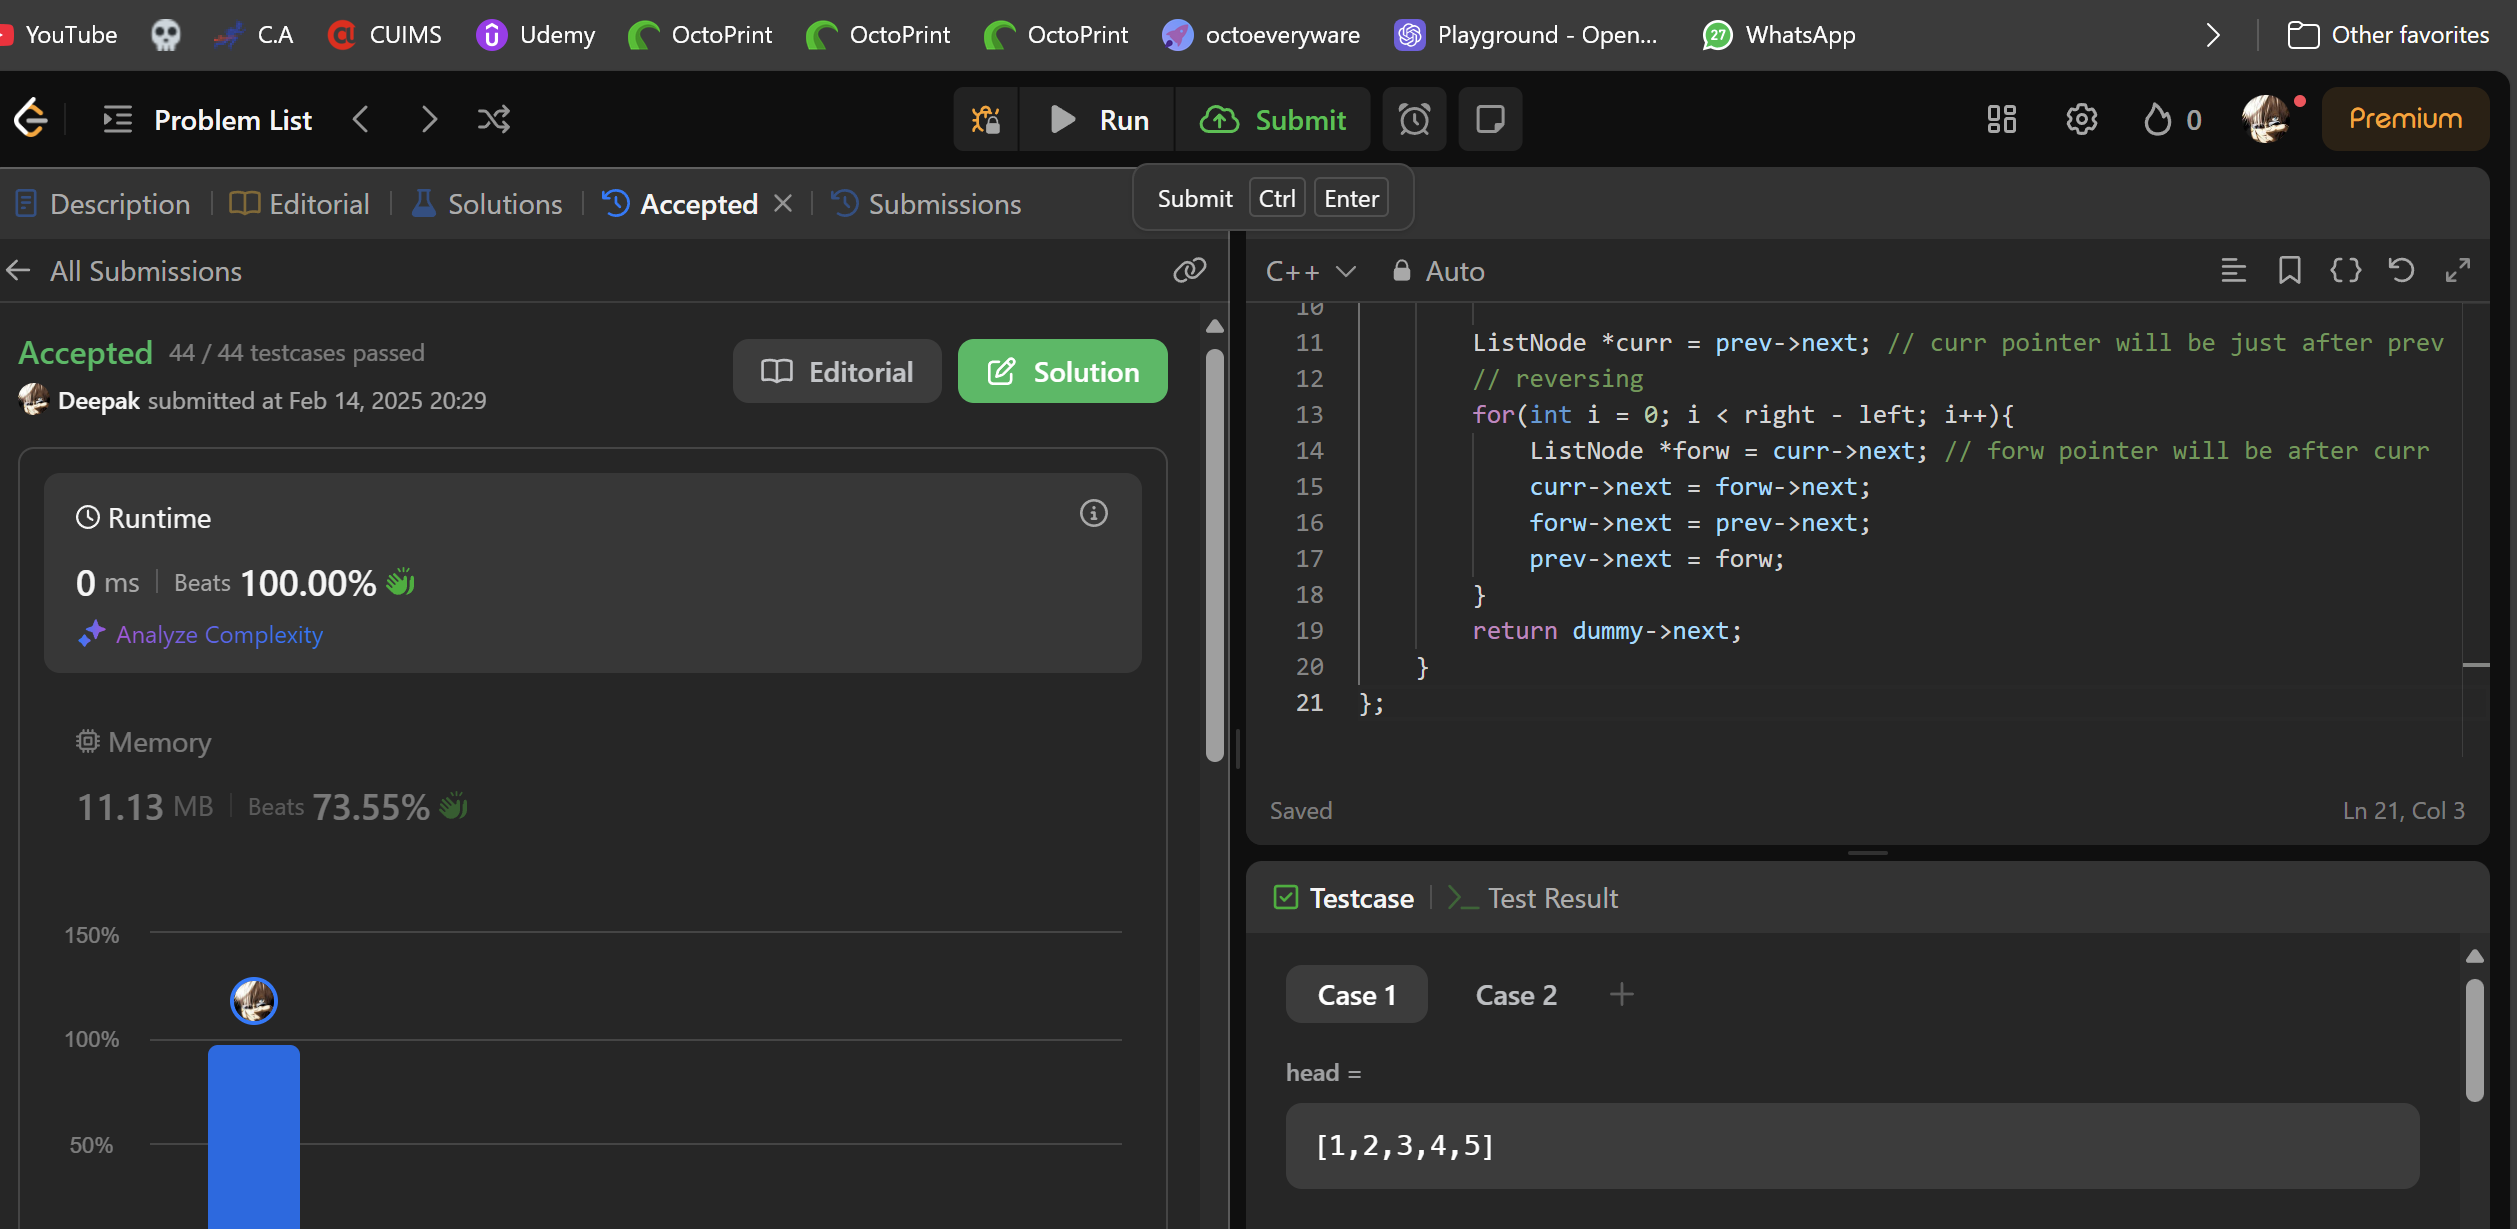 YouTube C.A CUIMS Udemy OctoPrint OctoPrint OctoPrint octoeveryware Playground - Open... 27 WhatsApp Other favorites
Problem List Run Submit 0 Premium
Description Editorial Solutions Accepted Submissions
Submit Ctrl Enter
All Submissions
Accepted 44 / 44 testcases passed
Deepak submitted at Feb 14, 2025 20:29
Editorial Solution
Runtime
0 ms Beats 100.00%
Analyze Complexity
Memory
11.13 MB Beats 73.55%
150%
100%
50%
C++ Auto
10
11 ListNode *curr = prev->next; // curr pointer will be just after prev
12 // reversing
13 for(int i = 0; i < right - left; i++){
14 ListNode *forw = curr->next; // forw pointer will be after curr
15 curr->next = forw->next;
16 forw->next = prev->next;
17 prev->next = forw;
18 }
19 return dummy->next;
20 }
21 };
Saved Ln 21, Col 3
Testcase >_ Test Result
Case 1 Case 2 +
head =
[1,2,3,4,5]